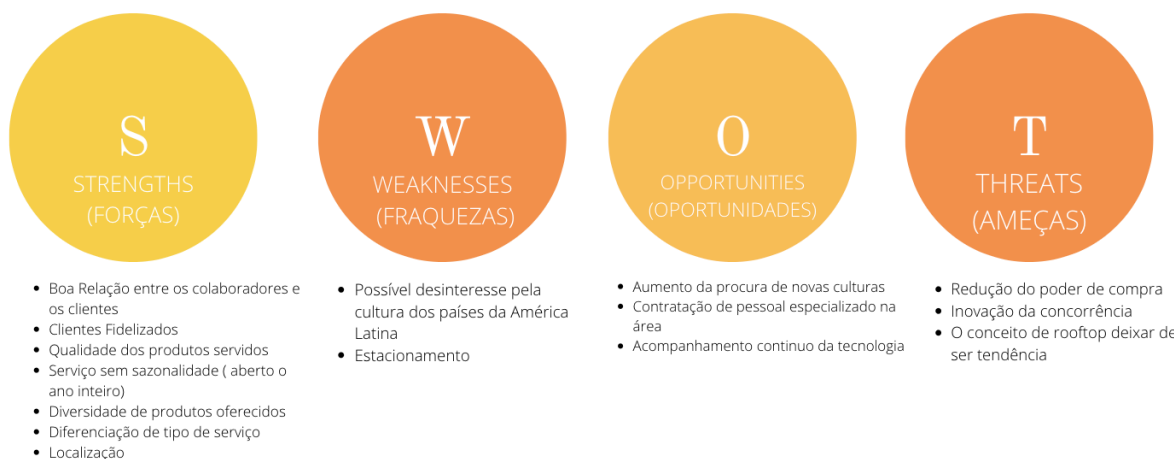 S
STRENGTHS
(FORÇAS)
• Boa Relação entre os colaboradores e
os clientes
• Clientes Fidelizados
• Qualidade dos produtos servidos
• Serviço sem sazonalidade ( aberto o
ano inteiro)
• Diversidade de produtos oferecidos
• Diferenciação de tipo de serviço
• Localização
W
WEAKNESSES
(FRAQUEZAS)
• Possível desinteresse pela
cultura dos países da América
Latina
• Estacionamento
O
OPPORTUNITIES
(OPORTUNIDADES)
• Aumento da procura de novas culturas
• Contratação de pessoal especializado na
área
• Acompanhamento continuo da tecnologia
T
THREATS
(AMEÇAS)
• Redução do poder de compra
• Inovação da concorrência
• O conceito de rooftop deixar de
ser tendência